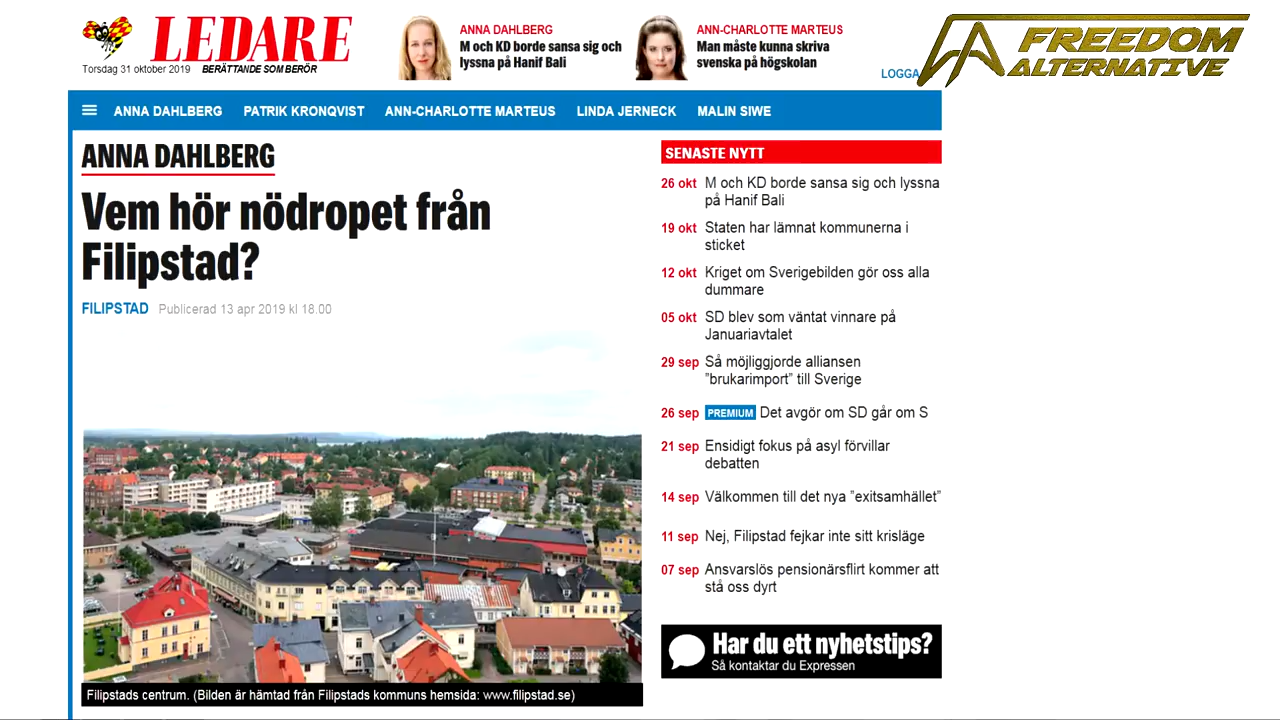 LEDARE
Torsdag 31 oktober 2019 BERÄTTANDE SOM BERÖR
ANNA DAHLBERG
M och KD borde sansa sig och
lyssna på Hanif Bali
ANN-CHARLOTTE MARTEUS
Man måste kunna skriva
svenska på högskolan
LOGGA
FREEDOM
ALTERNATIVE
ANNA DAHLBERG PATRIK KRONQVIST ANN-CHARLOTTE MARTEUS LINDA JERNECK MALIN SIWE
ANNA DAHLBERG
Vem hör nödropet från
Filipstad?
FILIPSTAD Publicerad 13 apr 2019 kl 18.00
Filipstads centrum. (Bilden är hämtad från Filipstads kommuns hemsida: www.filipstad.se)
SENASTE NYTT
26 okt M och KD borde sansa sig och lyssna
på Hanif Bali
19 okt Staten har lämnat kommunerna i
sticket
12 okt Kriget om Sverigebilden gör oss alla
dummare
05 okt SD blev som väntat vinnare på
Januariavtalet
29 sep Så möjliggjorde alliansen
”brukarimport” till Sverige
26 sep PREMIUM Det avgör om SD går om S
21 sep Ensidigt fokus på asyl förvillar
debatten
14 sep Välkommen till det nya ”exitsamhället”
11 sep Nej, Filipstad fejkar inte sitt krisläge
07 sep Ansvarslös pensionärsflirt kommer att
stå oss dyrt
Har du ett nyhetstips?
Så kontaktar du Expressen